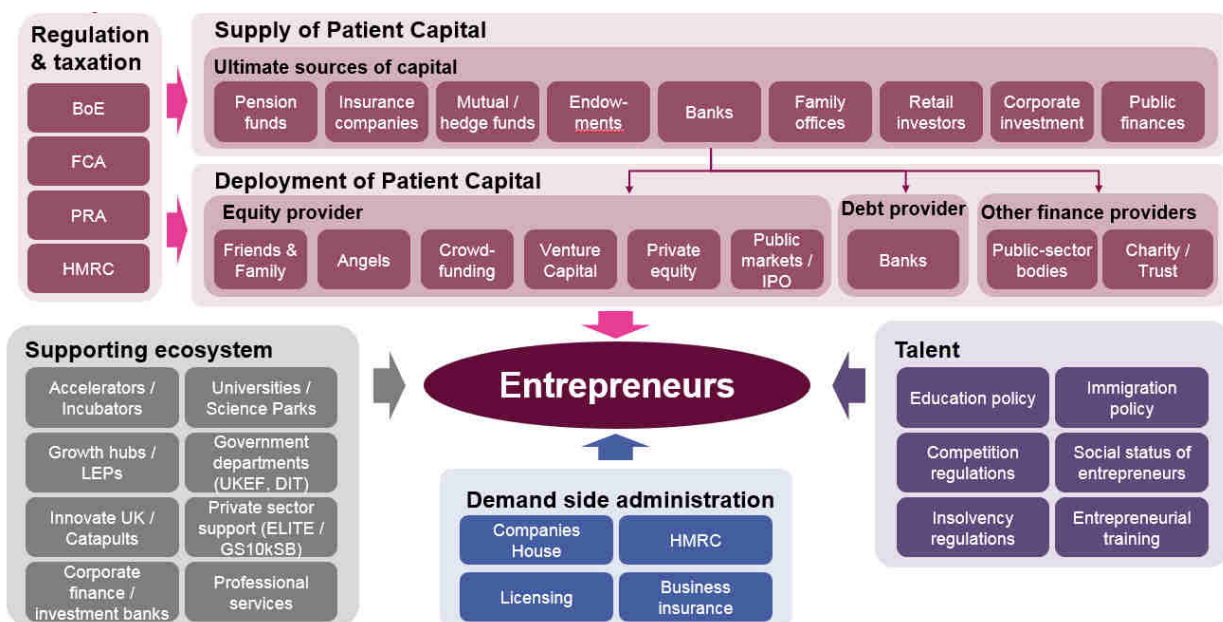 Regulation
& taxation
BoE
FCA
PRA
HMRC
Supply of Patient Capital
Ultimate sources of capital
Pension
funds
Insurance
companies
Mutual /
hedge funds
Endow-
ments
Banks
Family
offices
Retail
investors
Corporate
investment
Public
finances
Deployment of Patient Capital
Equity provider
Friends &
Family
Angels
Crowd-
funding
Venture
Capital
Private
equity
Public
markets /
IPO
Debt provider
Banks
Other finance providers
Public-sector
bodies
Charity /
Trust
Supporting ecosystem
Accelerators /
Incubators
Universities /
Science Parks
Growth hubs /
LEPs
Government
departments
(UKEF, DIT)
Innovate UK /
Catapults
Private sector
support (ELITE /
GS10kSB)
Corporate
finance /
investment banks
Professional
services
Entrepreneurs
Demand side administration
Companies
House
HMRC
Licensing
Business
insurance
Talent
Education policy
Immigration
policy
Competition
regulations
Social status of
entrepreneurs
Insolvency
regulations
Entrepreneurial
training